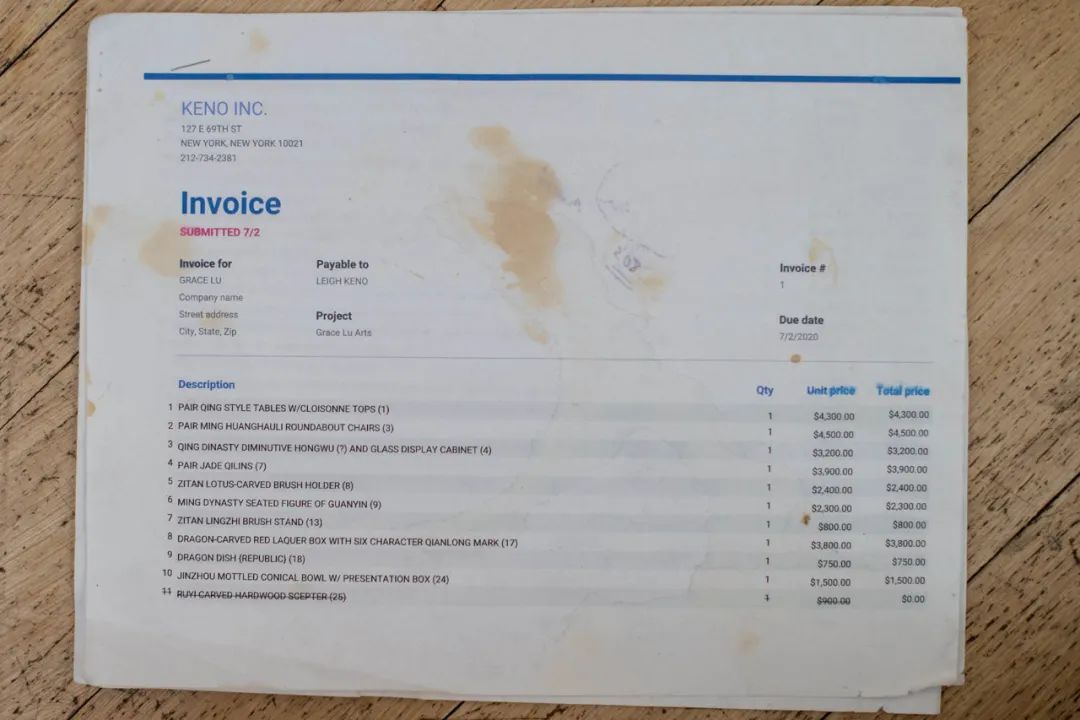 KENO INC.
127 E 69TH ST
NEW YORK, NEW YORK 10021
212-734-2381
Invoice
SUBMITTED 7/2
Invoice for
GRACE LU
Company name
Street address
City, State, Zip
Payable to
LEIGH KENO
Project
Grace Lu Arts
Invoice #
1
Due date
7/2/2020
Description Qty Unit price Total price
1 PAIR QING STYLE TABLES W/CLOISONNE TOPS (1) 1 $4,300.00 $4,300.00
2 PAIR MING HUANGHAULI ROUNDABOUT CHAIRS (3) 1 $4,500.00 $4,500.00
3 QING DINASTY DIMINUTIVE HONGWU (?) AND GLASS DISPLAY CABINET (4) 1 $3,200.00 $3,200.00
4 PAIR JADE QILINS (7) 1 $3,900.00 $3,900.00
5 ZITAN LOTUS-CARVED BRUSH HOLDER (8) 1 $2,400.00 $2,400.00
6 MING DYNASTY SEATED FIGURE OF GUANYIN (9) 1 $2,300.00 $2,300.00
7 ZITAN LINGZHI BRUSH STAND (13) 1 $800.00 $800.00
8 DRAGON-CARVED RED LAQUER BOX WITH SIX CHARACTER QIANLONG MARK (17) 1 $3,800.00 $3,800.00
9 DRAGON DISH (REPUBLIC) (18) 1 $750.00 $750.00
10 JINZHOU MOTTLED CONICAL BOWL W/ PRESENTATION BOX (24) 1 $1,500.00 $1,500.00
11 RUYI CARVED HARDWOOD SCEPTER (25) 1 $900.00 $0.00